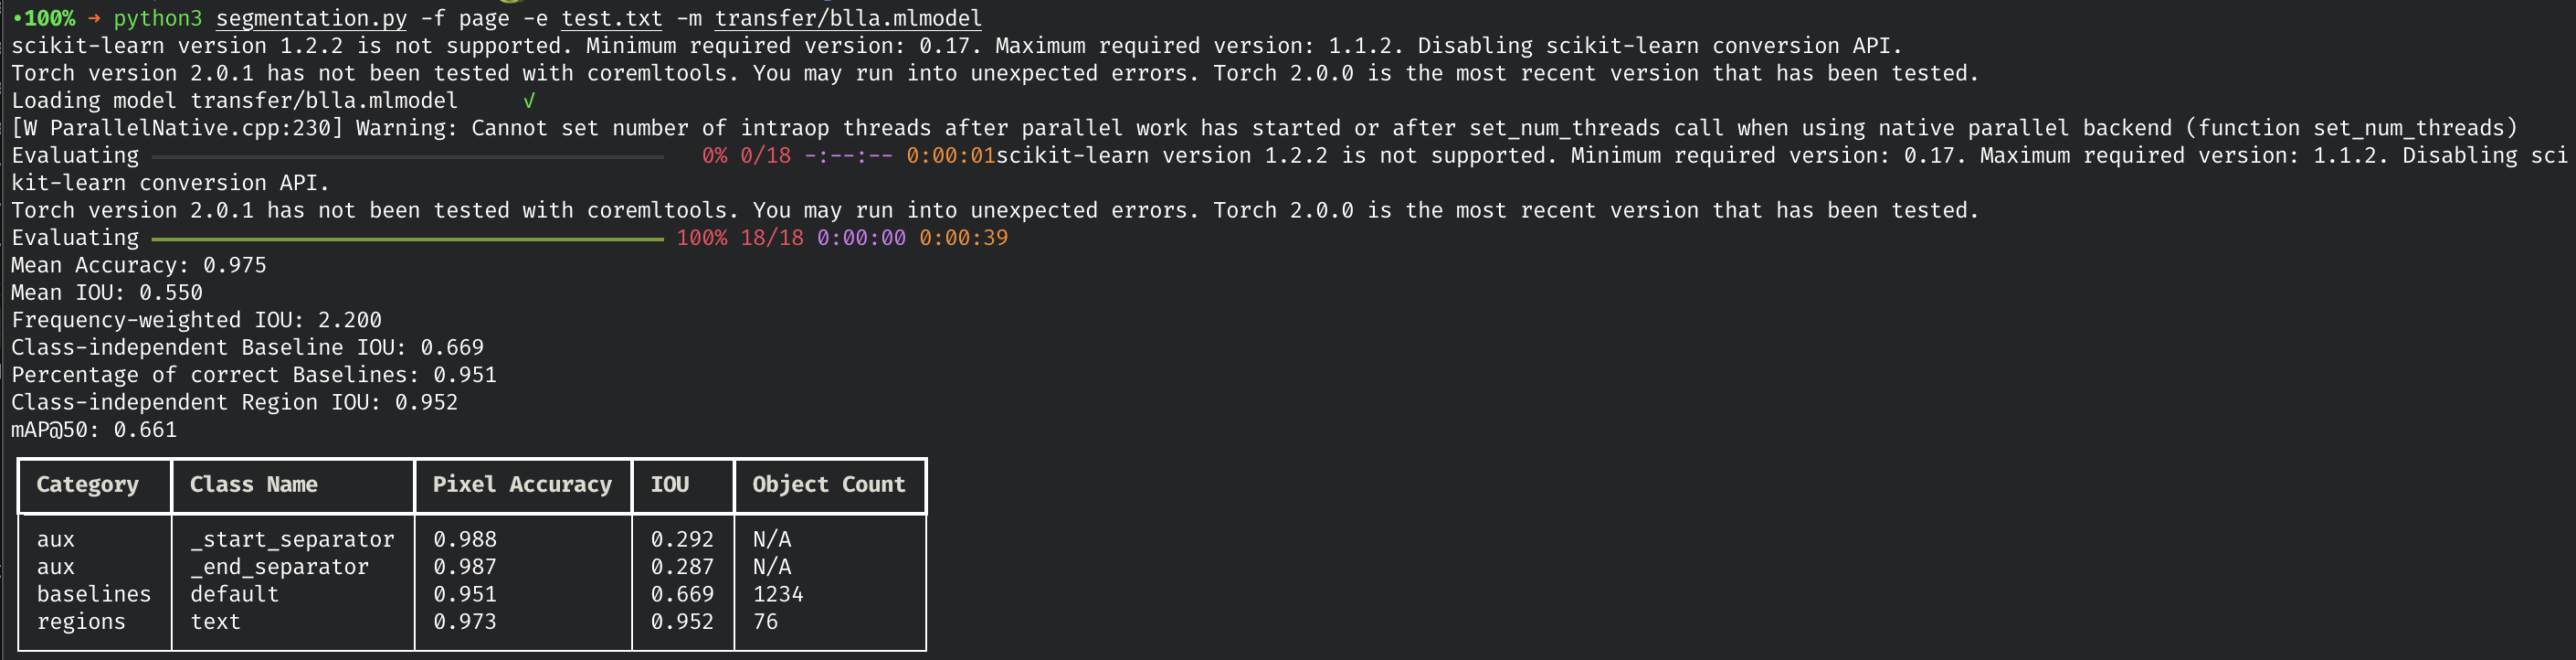 •100% ➜ python3 segmentation.py -f page -e test.txt -m transfer/blla.mlmodel
scikit-learn version 1.2.2 is not supported. Minimum required version: 0.17. Maximum required version: 1.1.2. Disabling scikit-learn conversion API.
Torch version 2.0.1 has not been tested with coremltools. You may run into unexpected errors. Torch 2.0.0 is the most recent version that has been tested.
Loading model transfer/blla.mlmodel ✓
[W ParallelNative.cpp:230] Warning: Cannot set number of intraop threads after parallel work has started or after set_num_threads call when using native parallel backend (function set_num_threads)
Evaluating 0% 0/18 -:--:-- 0:00:01scikit-learn version 1.2.2 is not supported. Minimum required version: 0.17. Maximum required version: 1.1.2. Disabling sci
kit-learn conversion API.
Torch version 2.0.1 has not been tested with coremltools. You may run into unexpected errors. Torch 2.0.0 is the most recent version that has been tested.
Evaluating 100% 18/18 0:00:00 0:00:39
Mean Accuracy: 0.975
Mean IOU: 0.550
Frequency-weighted IOU: 2.200
Class-independent Baseline IOU: 0.669
Percentage of correct Baselines: 0.951
Class-independent Region IOU: 0.952
mAP@50: 0.661
Category Class Name Pixel Accuracy IOU Object Count
aux _start_separator 0.988 0.292 N/A
aux _end_separator 0.987 0.287 N/A
baselines default 0.951 0.669 1234
regions text 0.973 0.952 76